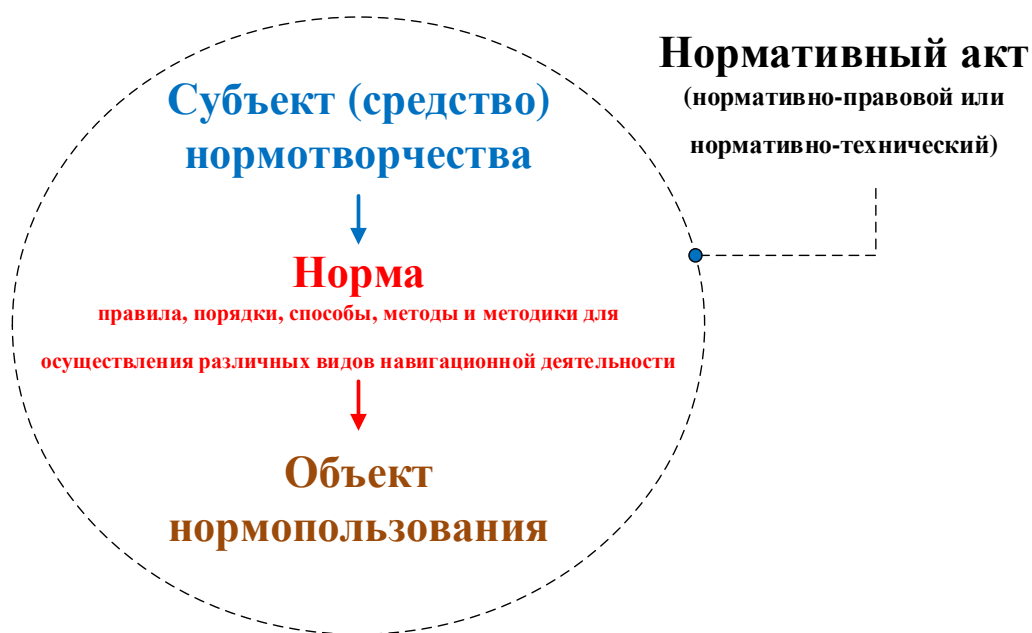 Нормативный акт
(нормативно-правовой или
нормативно-технический)
Субъект (средство)
нормотворчества
Норма
правила, порядки, способы, методы и методики для
осуществления различных видов навигационной деятельности
Объект
нормопользования